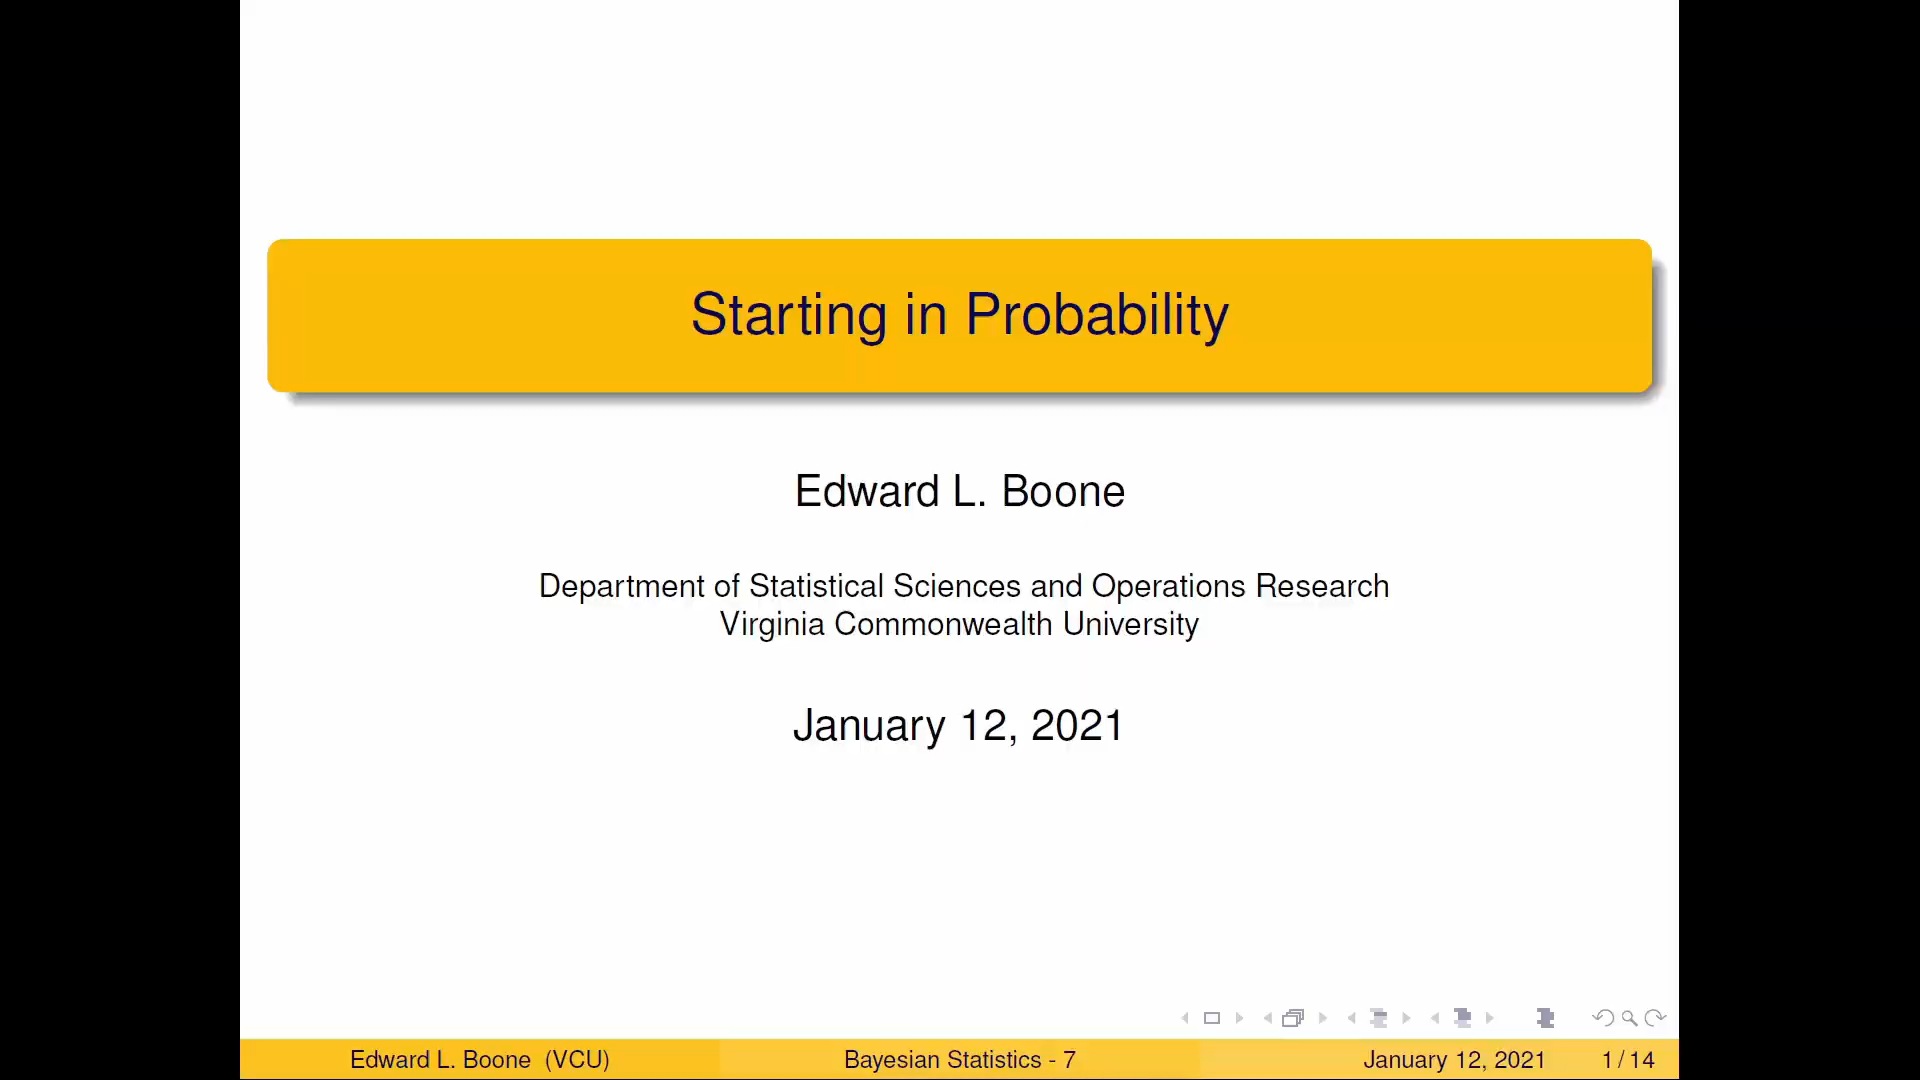 Starting in Probability
Edward L. Boone
Department of Statistical Sciences and Operations Research
Virginia Commonwealth University
January 12, 2021
Edward L. Boone (VCU)
Bayesian Statistics - 7
January 12, 2021
1 / 14